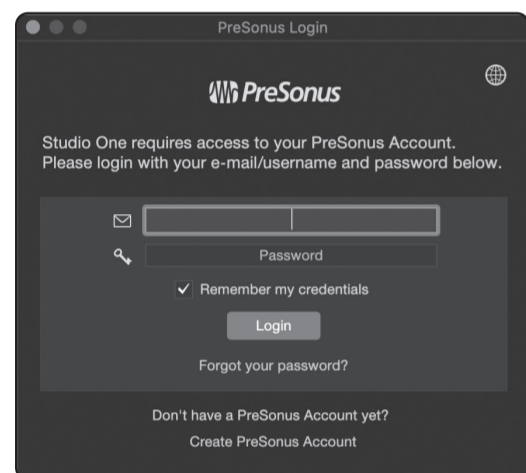 PreSonus Login
PreSonus
Studio One requires access to your PreSonus Account.
Please login with your e-mail/username and password below.
Password
Remember my credentials
Login
Forgot your password?
Don't have a PreSonus Account yet?
Create PreSonus Account